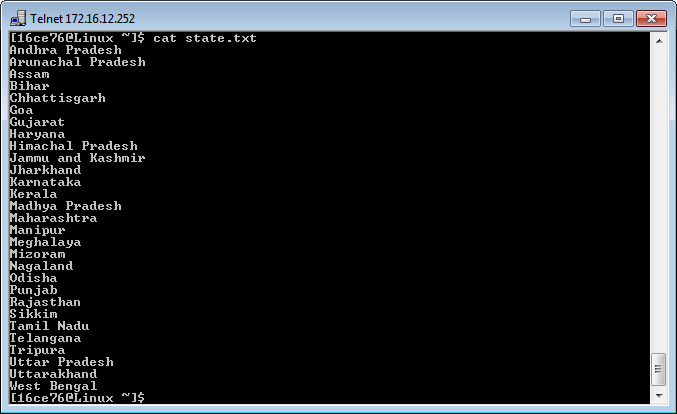 Telnet 172.16.12.252
[16ce76@Linux ~]$ cat state.txt
Andhra Pradesh
Arunachal Pradesh
Assam
Bihar
Chhattisgarh
Goa
Gujarat
Haryana
Himachal Pradesh
Jammu and Kashmir
Jharkhand
Karnataka
Kerala
Madhya Pradesh
Maharashtra
Manipur
Meghalaya
Mizoram
Nagaland
Odisha
Punjab
Rajasthan
Sikkim
Tamil Nadu
Telangana
Tripura
Uttar Pradesh
Uttarakhand
West Bengal
[16ce76@Linux ~]$